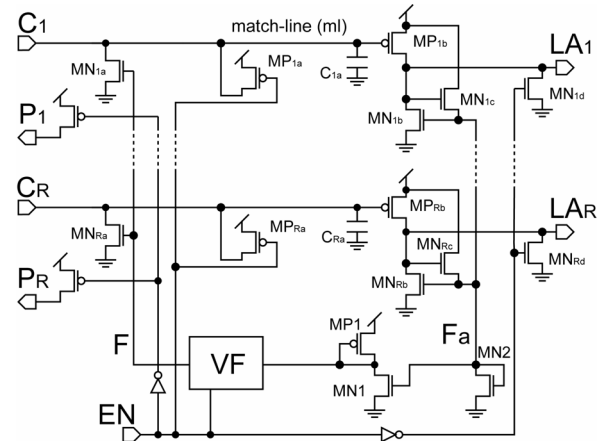 C1
match-line (ml)
MP1b
LA1
MN1a
MP1a
C1a
MN1c
MN1d
P1
MN1b
CR
MPRb
LAR
MNRa
MPRa
CRa
MNRc
MNRd
PR
MNRb
MP1
F
VF
Fa
MN2
MN1
EN